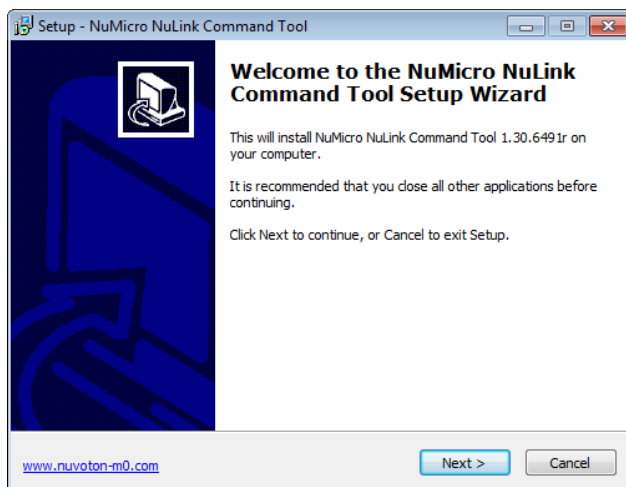 Setup - NuMicro NuLink Command Tool
Welcome to the NuMicro NuLink
Command Tool Setup Wizard
This will install NuMicro NuLink Command Tool 1.30.6491r on
your computer.
It is recommended that you close all other applications before
continuing.
Click Next to continue, or Cancel to exit Setup.
www.nuvoton-m0.com
Next >
Cancel